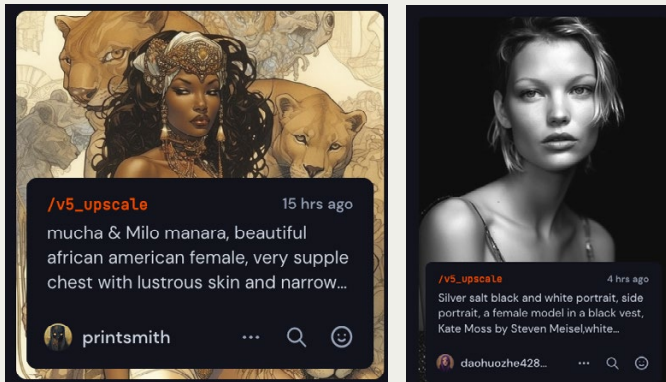 /v5_upscale 15 hrs ago
mucha & Milo manara, beautiful
african american female, very supple
chest with lustrous skin and narrow...
printsmith
/v5_upscale 4 hrs ago
Silver salt black and white portrait, side
portrait, a female model in a black vest,
Kate Moss by Steven Meisel,white...
daohuozhe428...